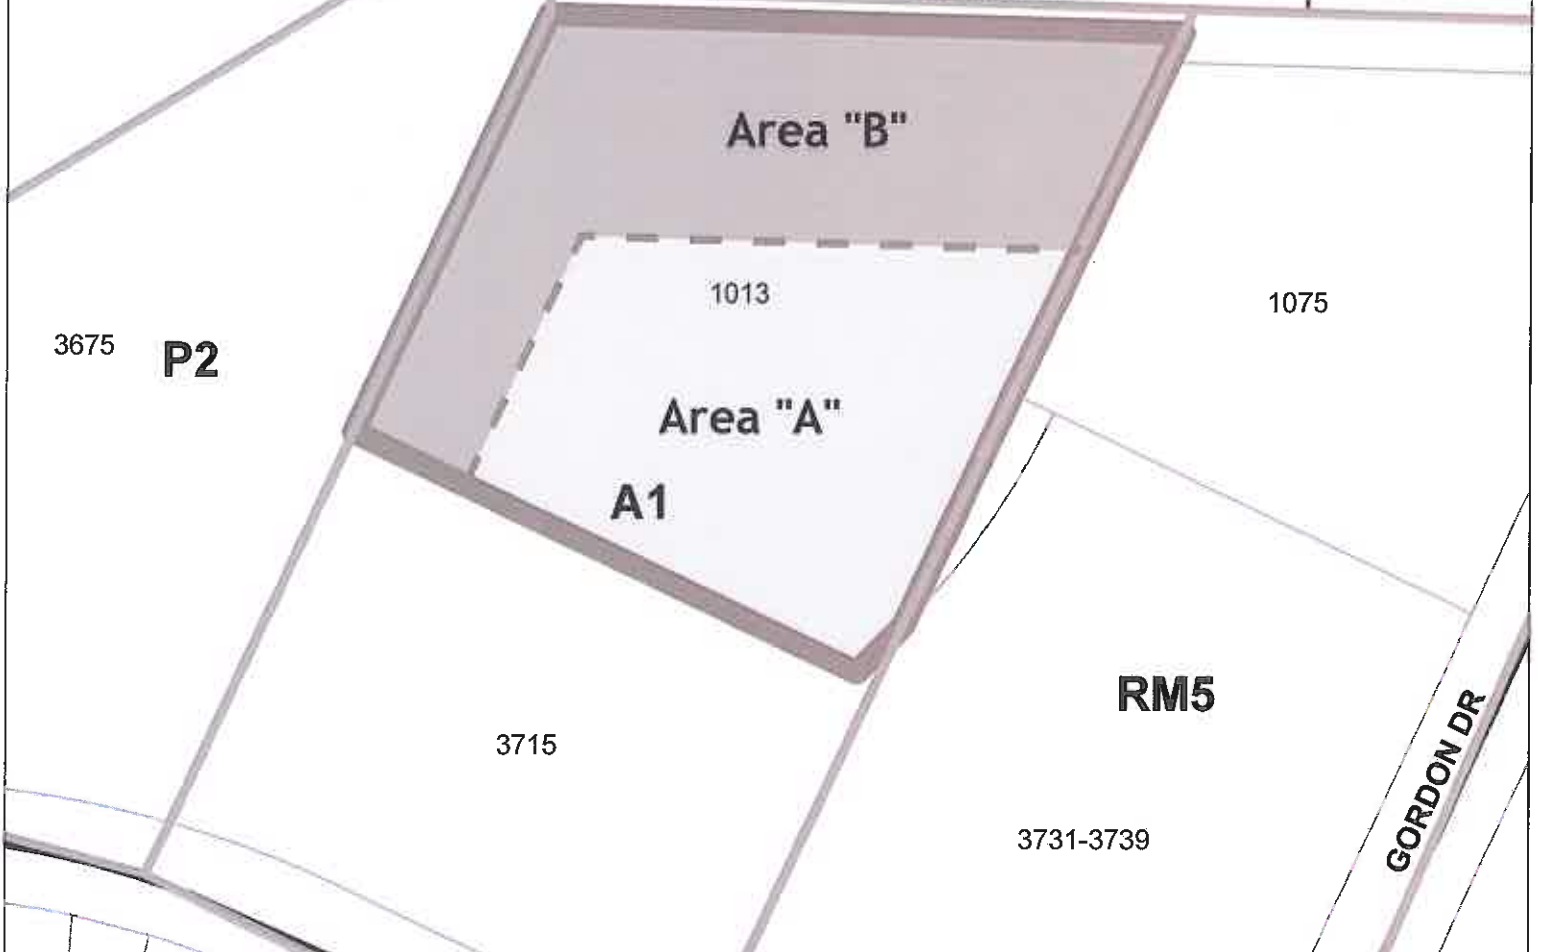 Area "B"
1013
1075
3675
P2
Area "A"
A1
RM5
3715
GORDON DR
3731-3739